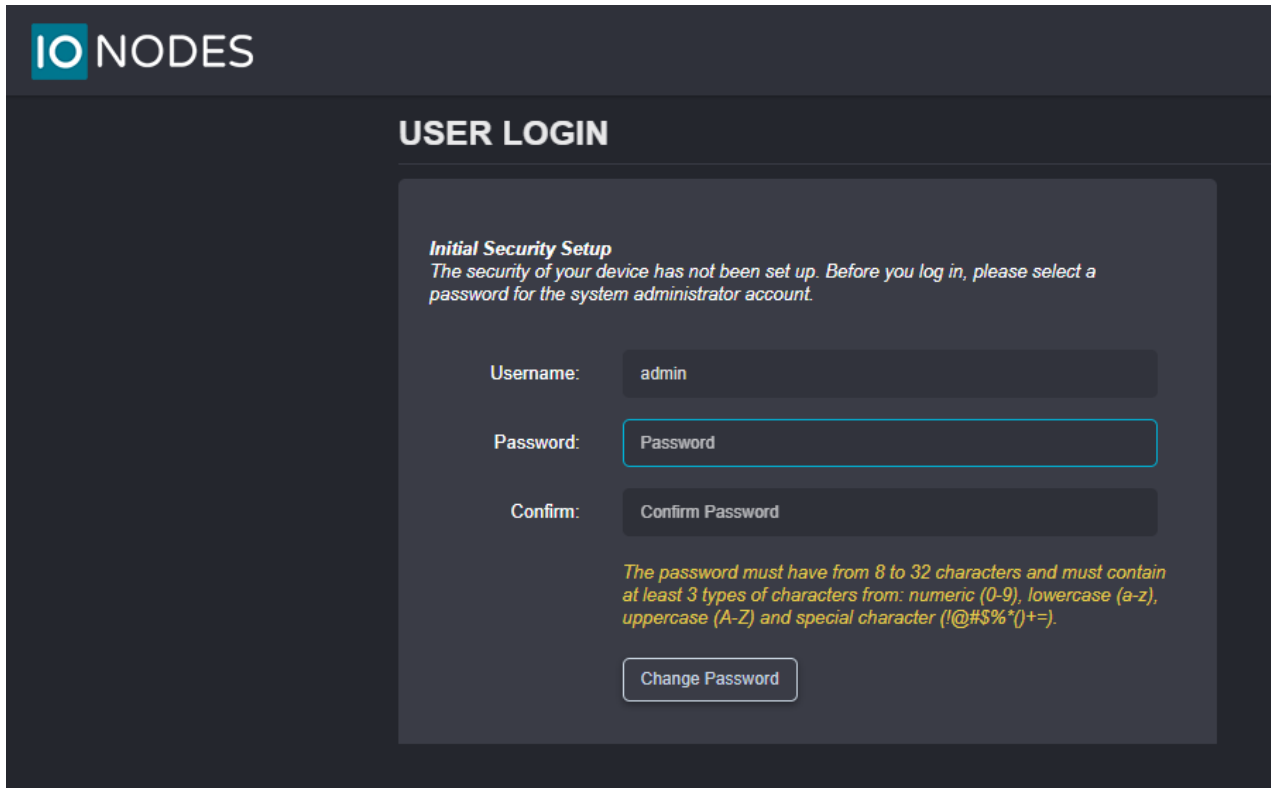 IO NODES
USER LOGIN
Initial Security Setup
The security of your device has not been set up. Before you log in, please select a
password for the system administrator account.
Username:
admin
Password:
Password
Confirm:
Confirm Password
The password must have from 8 to 32 characters and must contain
at least 3 types of characters from: numeric (0-9), lowercase (a-z),
uppercase (A-Z) and special character (!@#$%*()+=).
Change Password